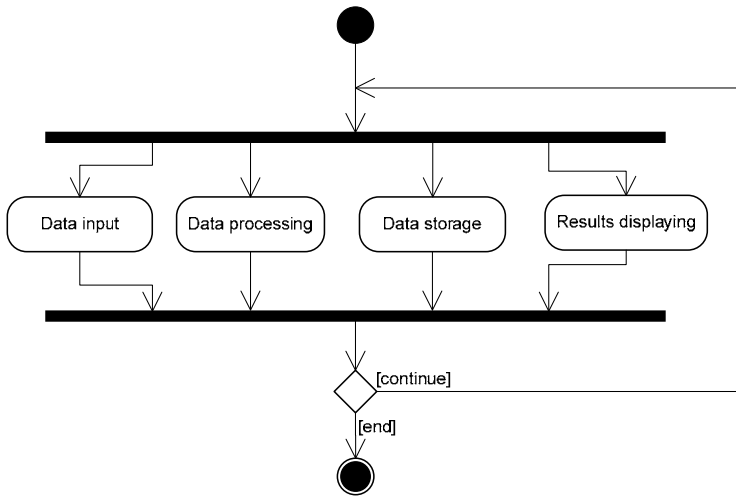 Data input
Data processing
Data storage
Results displaying
[continue]
[end]